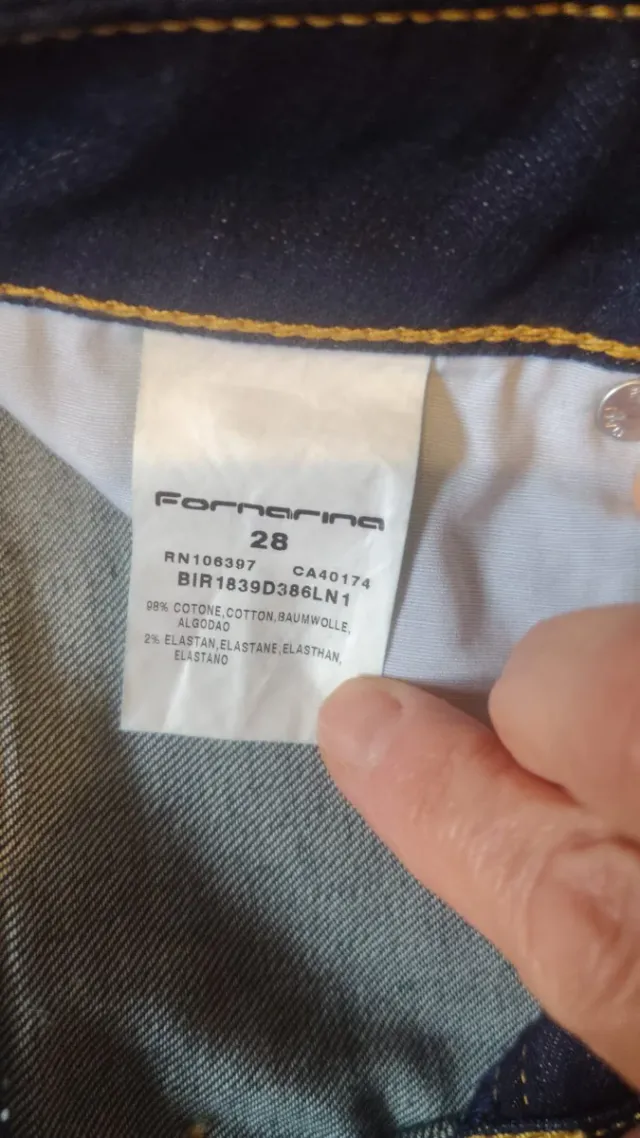 Fornarina
28
RN106397 CA40174
BIR1839D386LN1
98% COTONE,COTTON,BAUMWOLLE,
ALGODAO
2% ELASTAN,ELASTANE,ELASTHAN,
ELASTANO